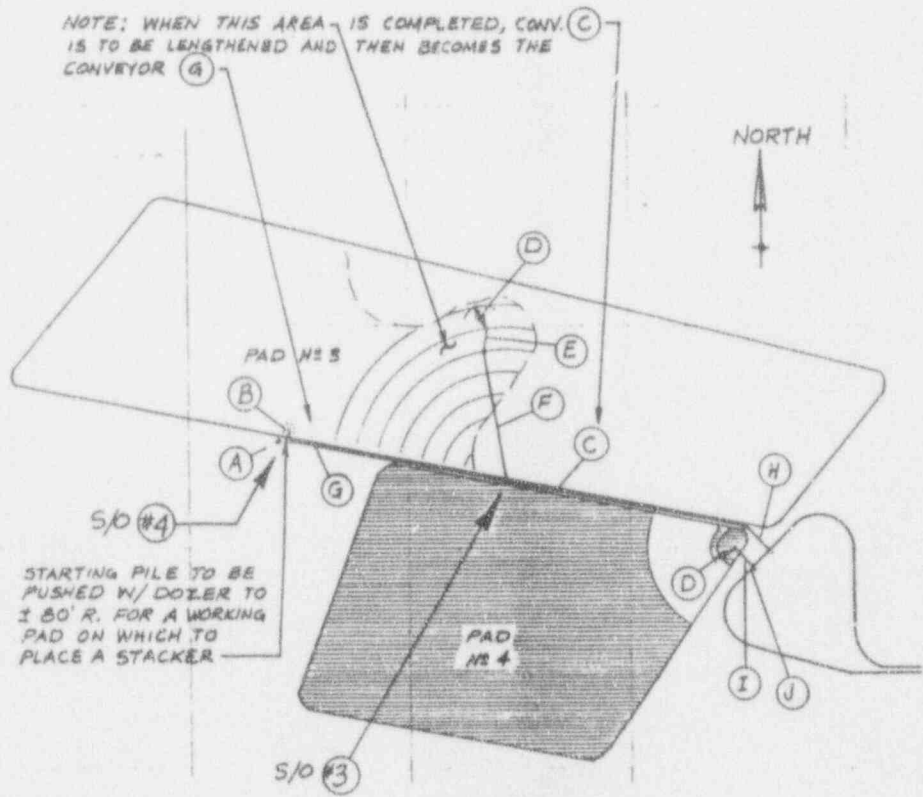 NOTE: WHEN THIS AREA IS COMPLETED, CONV. C
IS TO BE LENGTHENED AND THEN BECOMES THE
CONVEYOR G
NORTH
D
E
PAD Nº 3
B
F
A
C
H
G
S/O #4
D
STARTING PILE TO BE
PUSHED W/ DOZER TO
± 80' R. FOR A WORKING
PAD ON WHICH TO
PLACE A STACKER
PAD
Nº 4
I
J
S/O #3